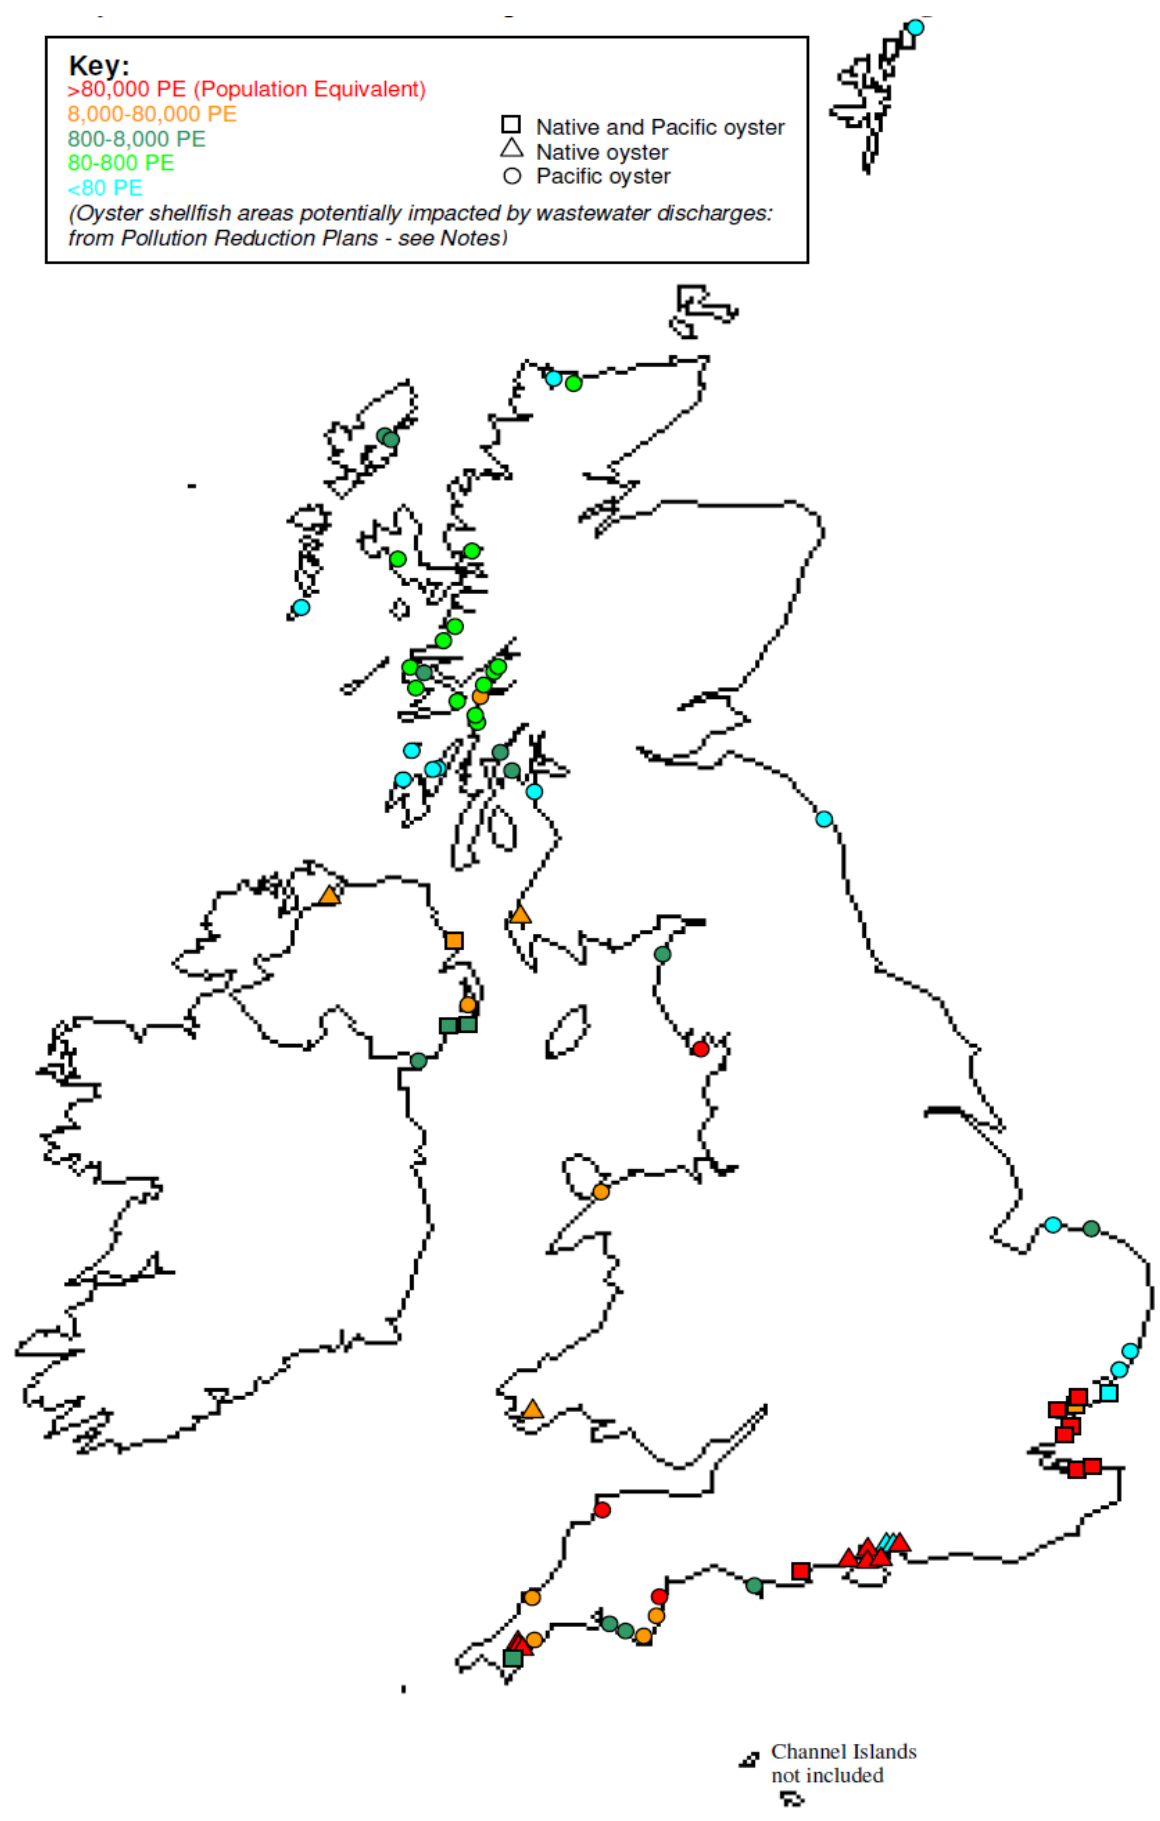 Key:
>80,000 PE (Population Equivalent)
8,000-80,000 PE
800-8,000 PE
80-800 PE
<80 PE
Native and Pacific oyster
Native oyster
Pacific oyster
(Oyster shellfish areas potentially impacted by wastewater discharges:
from Pollution Reduction Plans - see Notes)
Channel Islands
not included